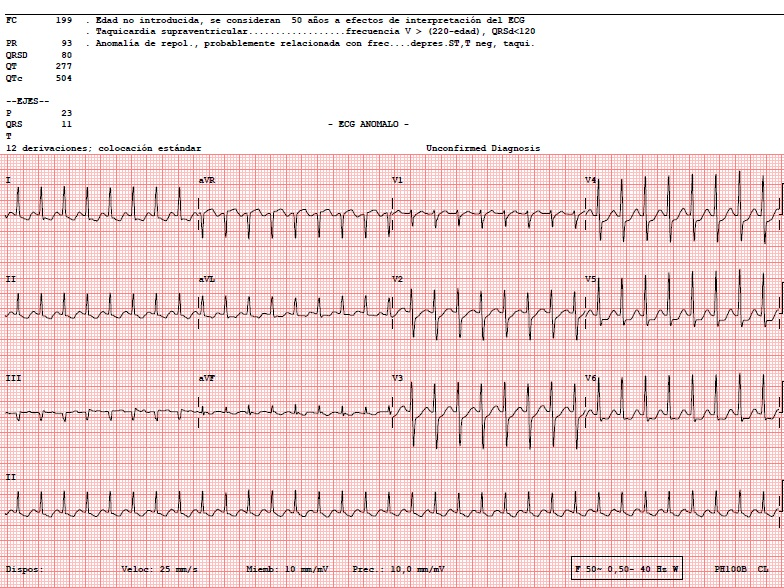 FC 199 . Edad no introducida, se consideran 50 años a efectos de interpretación del ECG
. Taquicardia supraventricular.................frecuencia V > (220-edad), QRSd<120
PR 93 . Anomalía de repol., probablemente relacionada con frec....depres.ST,T neg, taqui.
QRSD 80
QT 277
QTc 504
--EJES--
P 23
QRS 11 - ECG ANOMALO -
T
12 derivaciones; colocación estándar Unconfirmed Diagnosis
I aVR V1 V4
II aVL V2 V5
III aVF V3 V6
II
Dispos: Veloc: 25 mm/s Miemb: 10 mm/mV Prec.: 10,0 mm/mV F 50~ 0,50- 40 Hz W PH100B CL